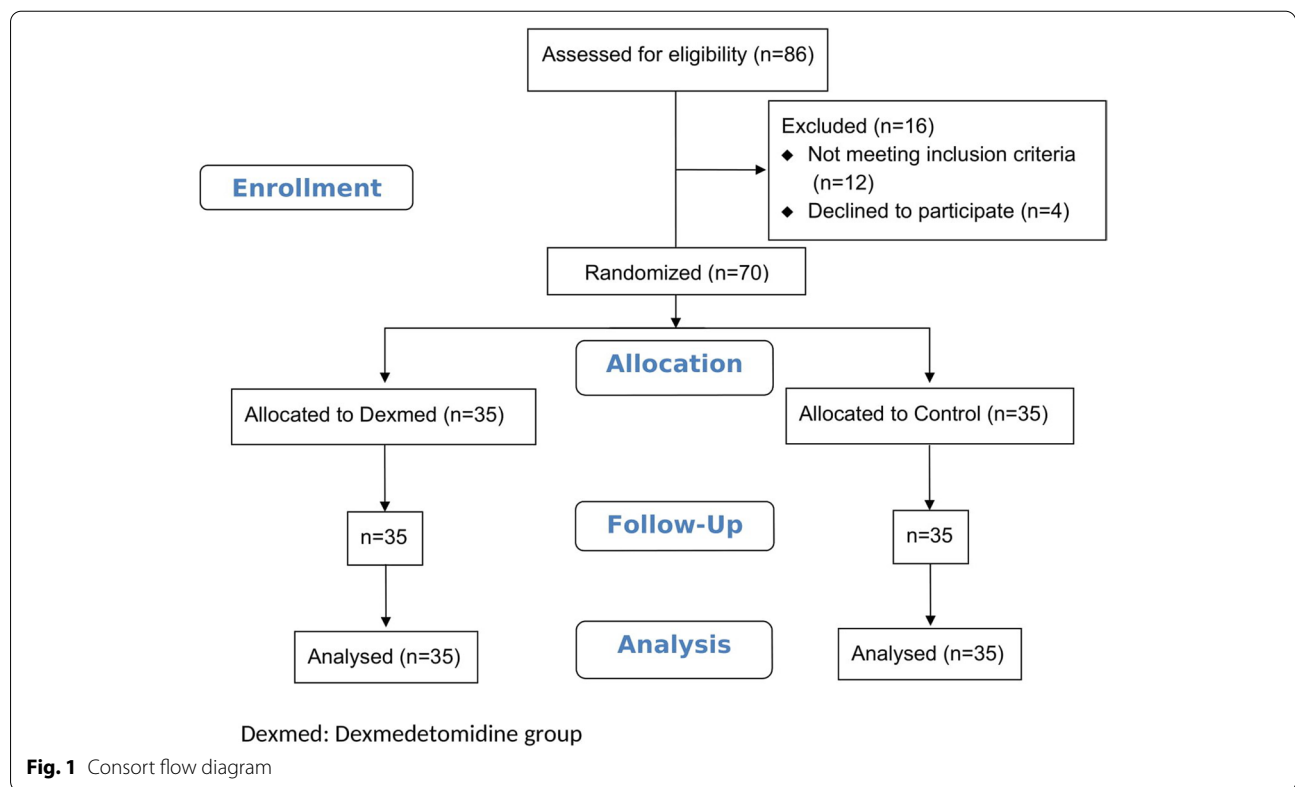 Assessed for eligibility (n=86)
Excluded (n=16)
◆ Not meeting inclusion criteria
(n=12)
◆ Declined to participate (n=4)
Enrollment
Randomized (n=70)
Allocation
Allocated to Dexmed (n=35)
Allocated to Control (n=35)
Follow-Up
n=35
n=35
Analysis
Analysed (n=35)
Analysed (n=35)
Dexmed: Dexmedetomidine group
Fig. 1 Consort flow diagram